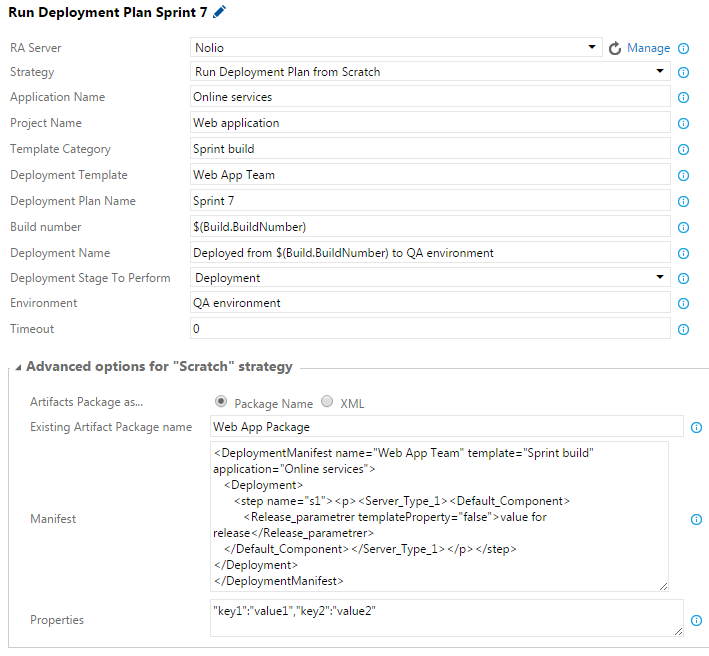 Run Deployment Plan Sprint 7
RA Server Nolio Manage
Strategy Run Deployment Plan from Scratch
Application Name Online services
Project Name Web application
Template Category Sprint build
Deployment Template Web App Team
Deployment Plan Name Sprint 7
Build number $(Build.BuildNumber)
Deployment Name Deployed from $(Build.BuildNumber) to QA environment
Deployment Stage To Perform Deployment
Environment QA environment
Timeout 0
Advanced options for "Scratch" strategy
Artifacts Package as... Package Name XML
Existing Artifact Package name Web App Package
Manifest
<DeploymentManifest name="Web App Team" template="Sprint build"
application="Online services">
<Deployment>
<step name="s1"><p><Server_Type_1><Default_Component>
<Release_parametrer templateProperty="false">value for
release</Release_parametrer>
</Default_Component></Server_Type_1></p></step>
</Deployment>
</DeploymentManifest>
Properties "key1":"value1","key2":"value2"